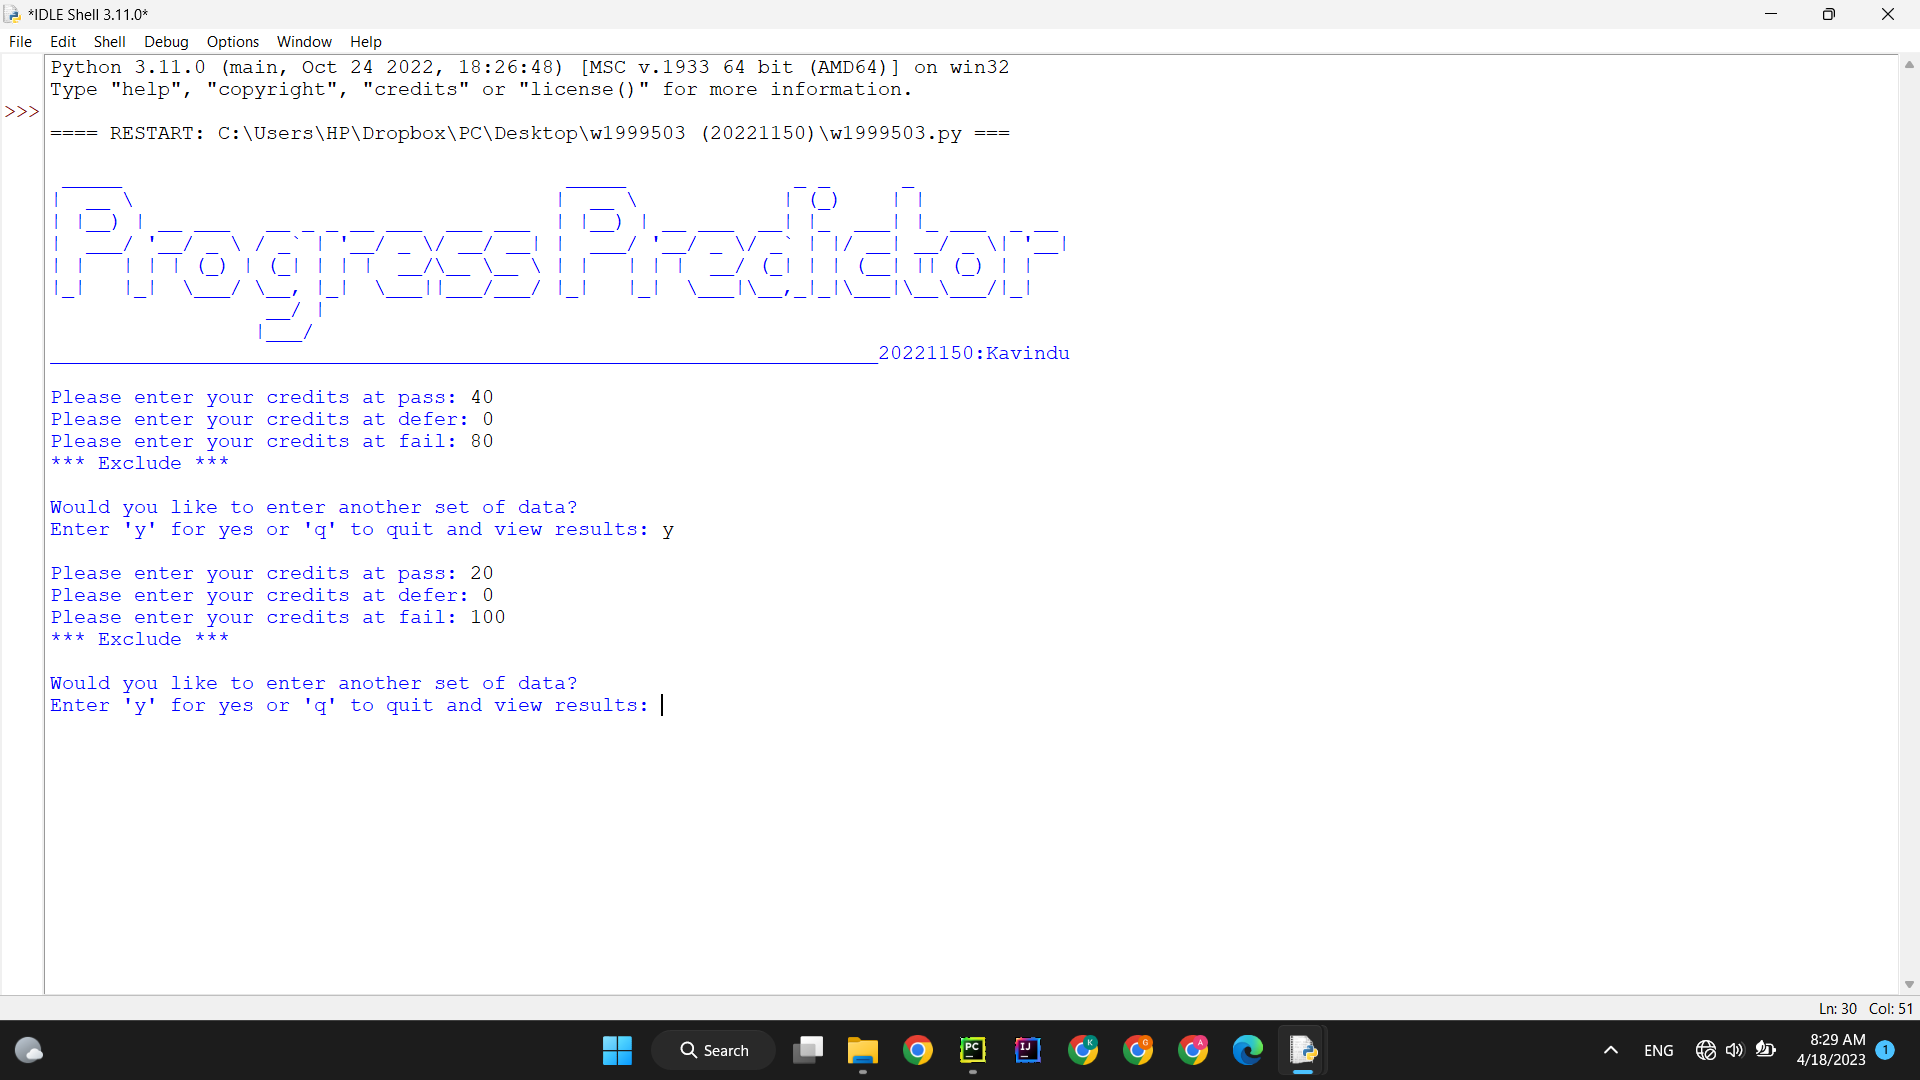 *IDLE Shell 3.11.0*
File Edit Shell Debug Options Window Help
Python 3.11.0 (main, Oct 24 2022, 18:26:48) [MSC v.1933 64 bit (AMD64)] on win32
Type "help", "copyright", "credits" or "license()" for more information.
>>>
==== RESTART: C:\Users\HP\Dropbox\PC\Desktop\w1999503 (20221150)\w1999503.py ===
Progress Predictor
_____________________________________________________________________20221150:Kavindu
Please enter your credits at pass: 40
Please enter your credits at defer: 0
Please enter your credits at fail: 80
*** Exclude ***
Would you like to enter another set of data?
Enter 'y' for yes or 'q' to quit and view results: y
Please enter your credits at pass: 20
Please enter your credits at defer: 0
Please enter your credits at fail: 100
*** Exclude ***
Would you like to enter another set of data?
Enter 'y' for yes or 'q' to quit and view results:
Ln: 30 Col: 51
Search
PC
IJ
K
G
A
ENG
8:29 AM
4/18/2023
1